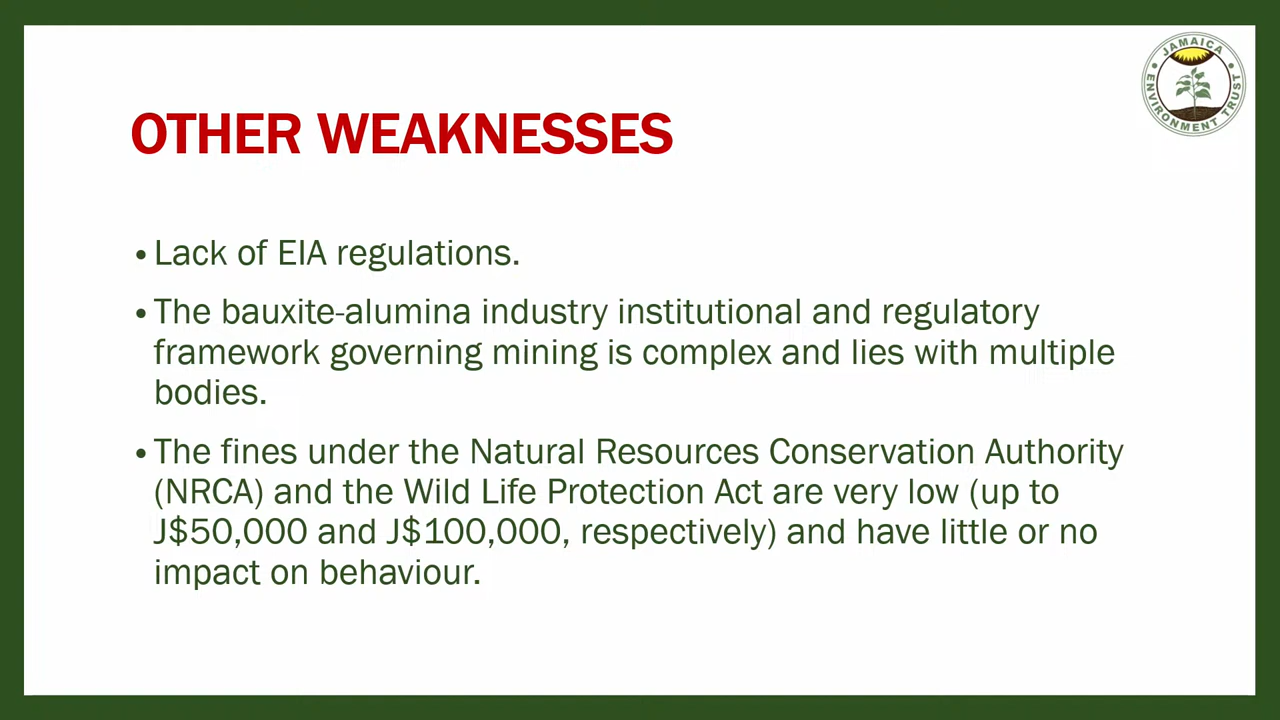 JAMAICA
ENVIRONMENT TRUST
OTHER WEAKNESSES
• Lack of EIA regulations.
• The bauxite-alumina industry institutional and regulatory
framework governing mining is complex and lies with multiple
bodies.
• The fines under the Natural Resources Conservation Authority
(NRCA) and the Wild Life Protection Act are very low (up to
J$50,000 and J$100,000, respectively) and have little or no
impact on behaviour.